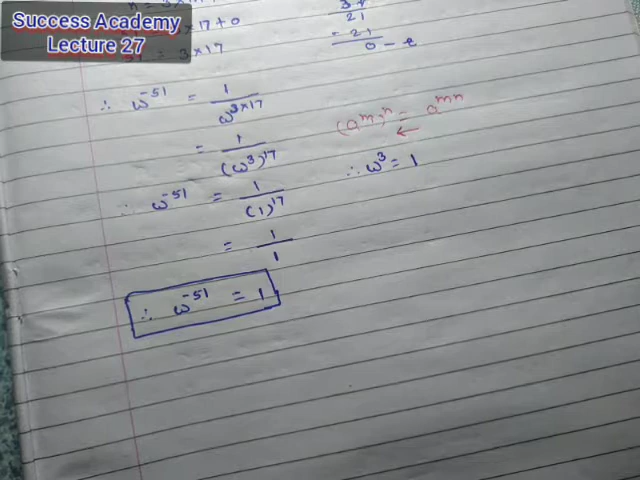 Success Academy
Lecture 27
17 + 0
3 × 17
21
- 21
0 - r
∴ ω⁻⁵¹ = 1/ω³ˣ¹⁷
(aᵐ)ⁿ = aᵐⁿ
←
= 1/(ω³)¹⁷
∴ ω³ = 1
∴ ω⁻⁵¹ = 1/(1)¹⁷
= 1/1
∴ ω⁻⁵¹ = 1